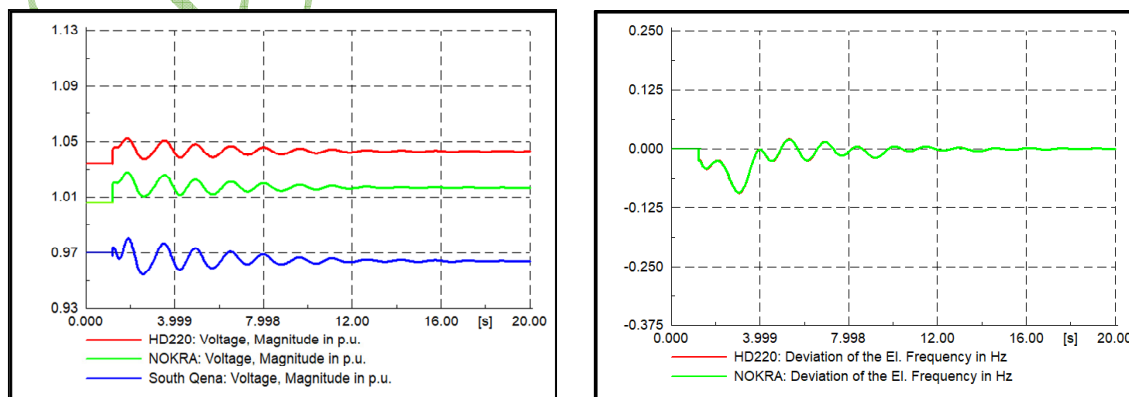 1.13
1.09
1.05
1.01
0.97
0.93
0.000 3.999 7.998 12.00 16.00 [s] 20.00
HD220: Voltage, Magnitude in p.u.
NOKRA: Voltage, Magnitude in p.u.
South Qena: Voltage, Magnitude in p.u.
0.250
0.125
0.000
-0.125
-0.250
-0.375
0.000 3.999 7.998 12.00 16.00 [s] 20.00
HD220: Deviation of the El. Frequency in Hz
NOKRA: Deviation of the El. Frequency in Hz